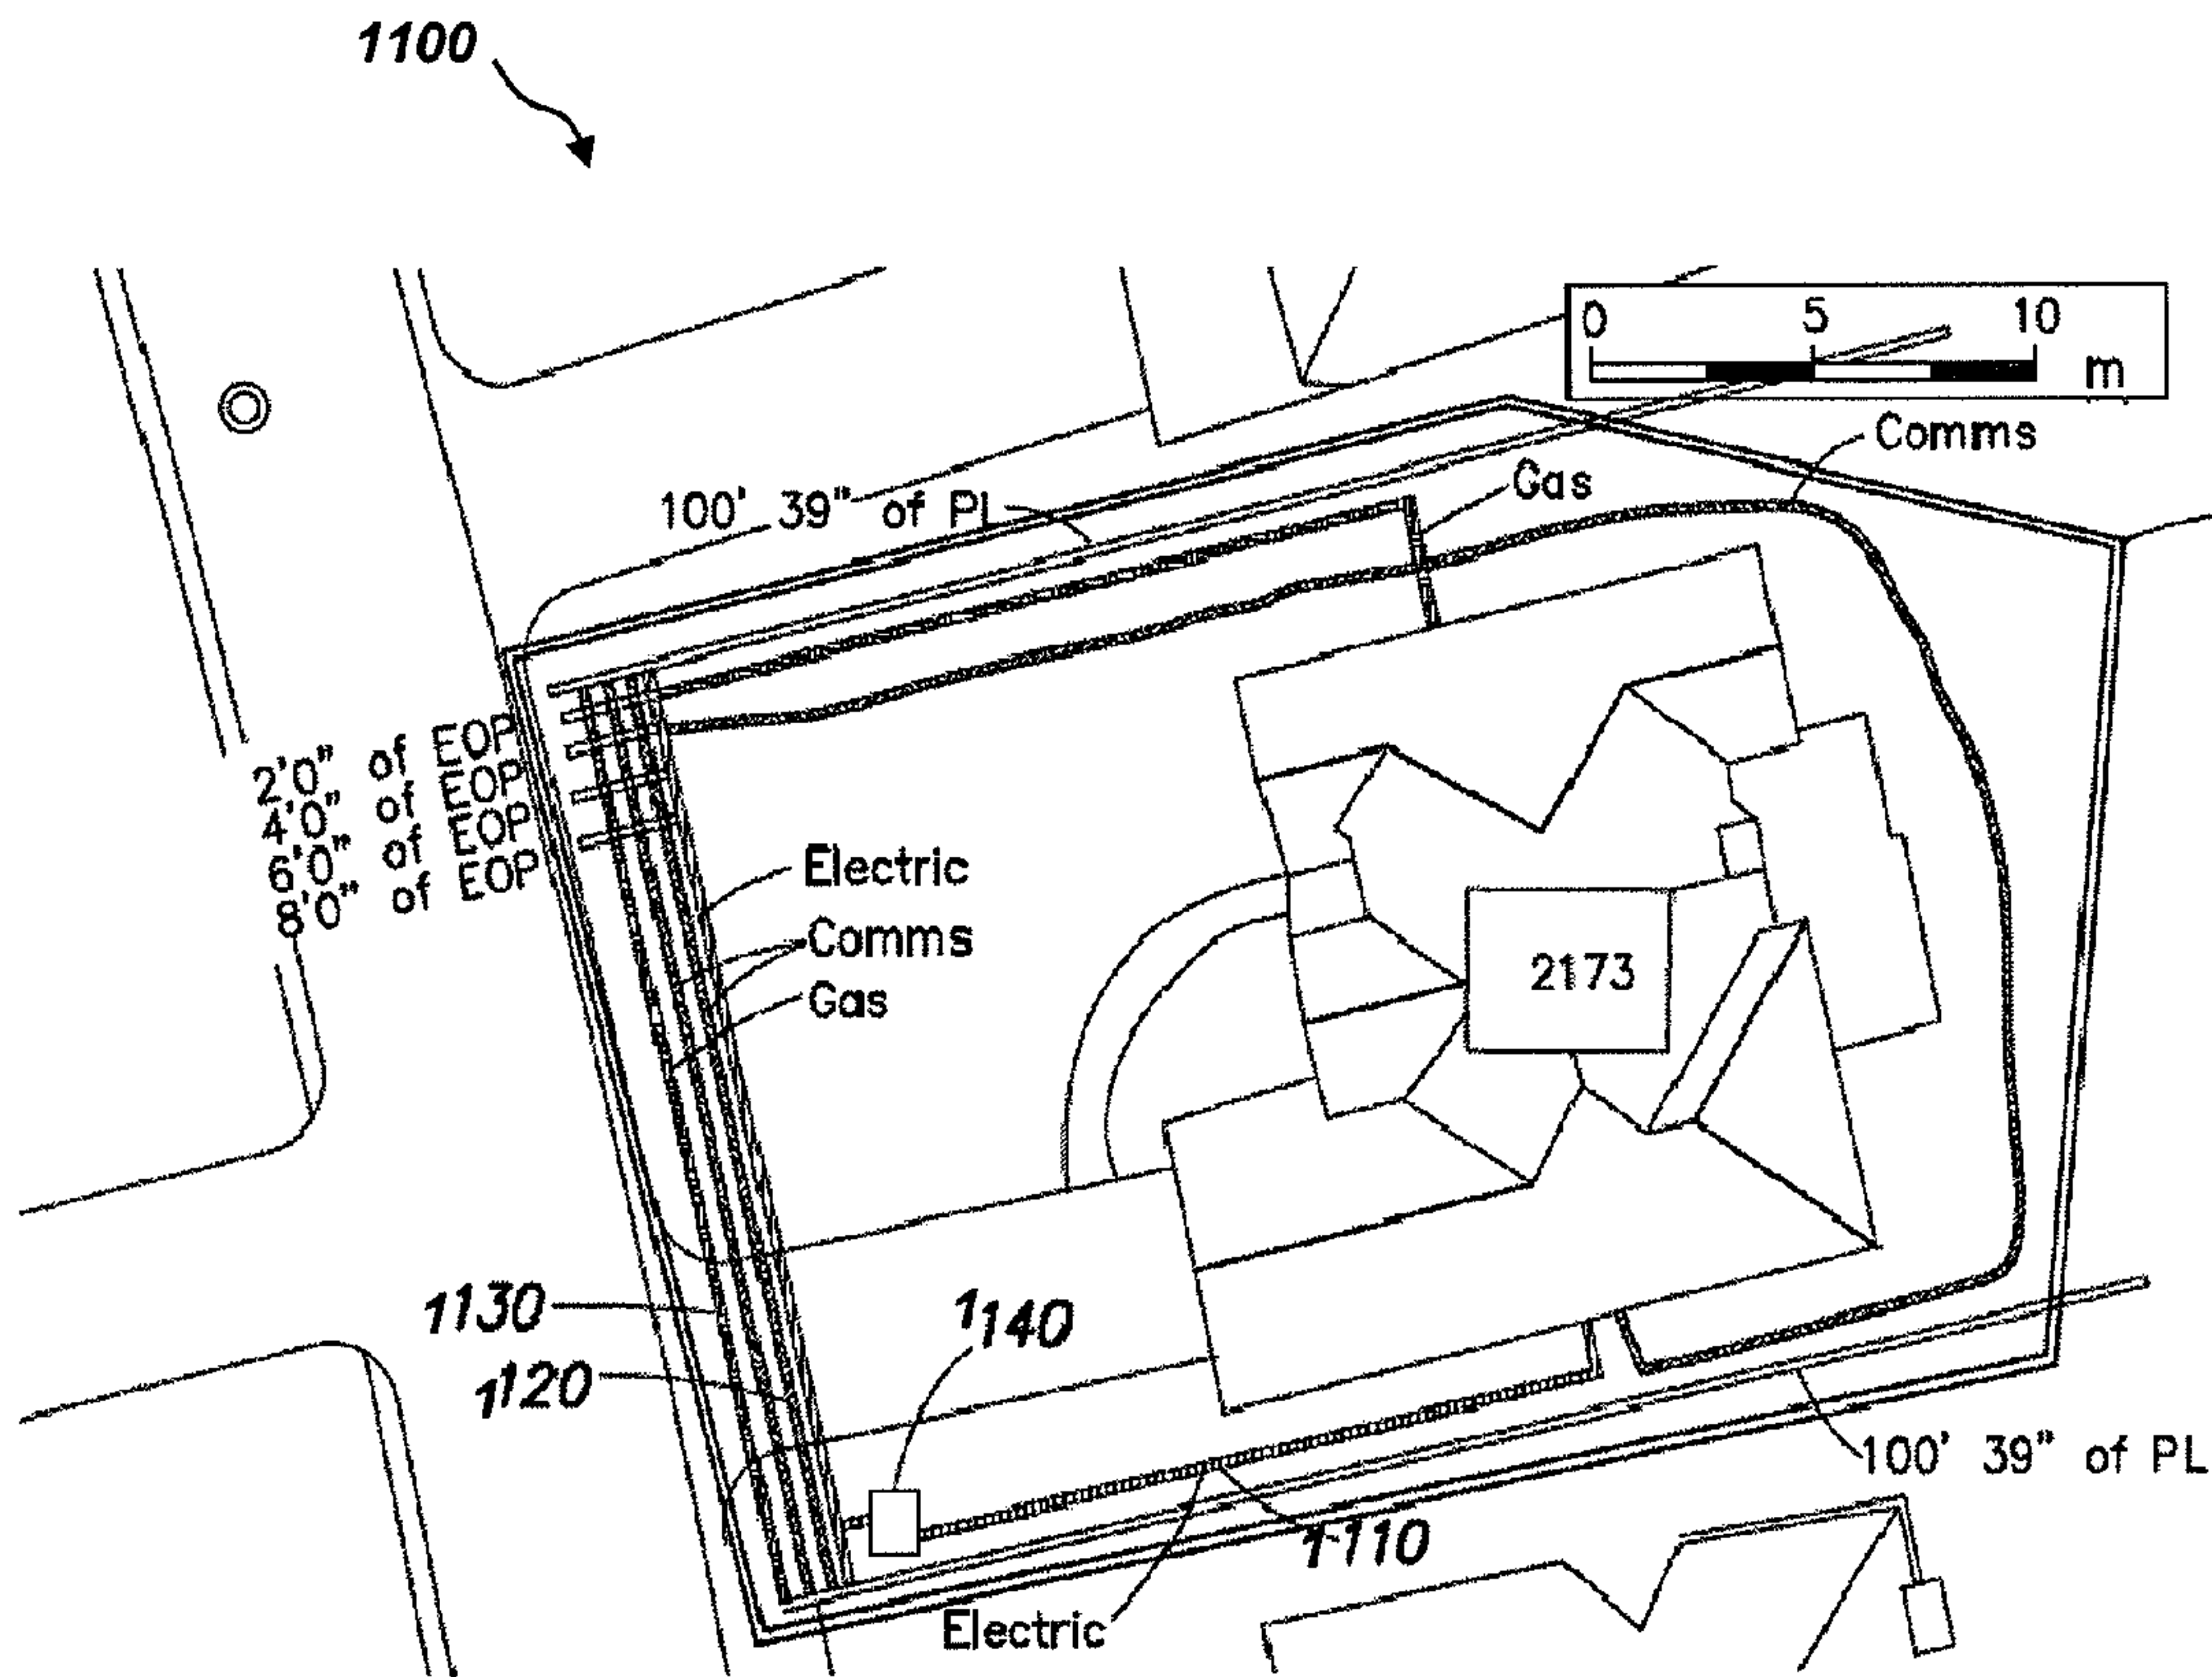 1100
0 5 10
m
Comms
Gas
100' 39" of PL
2'0" of EOP
4'0" of EOP
6'0" of EOP
8'0" of EOP
Electric
Comms
Gas
2173
1130
1140
1120
100' 39" of PL
1110
Electric